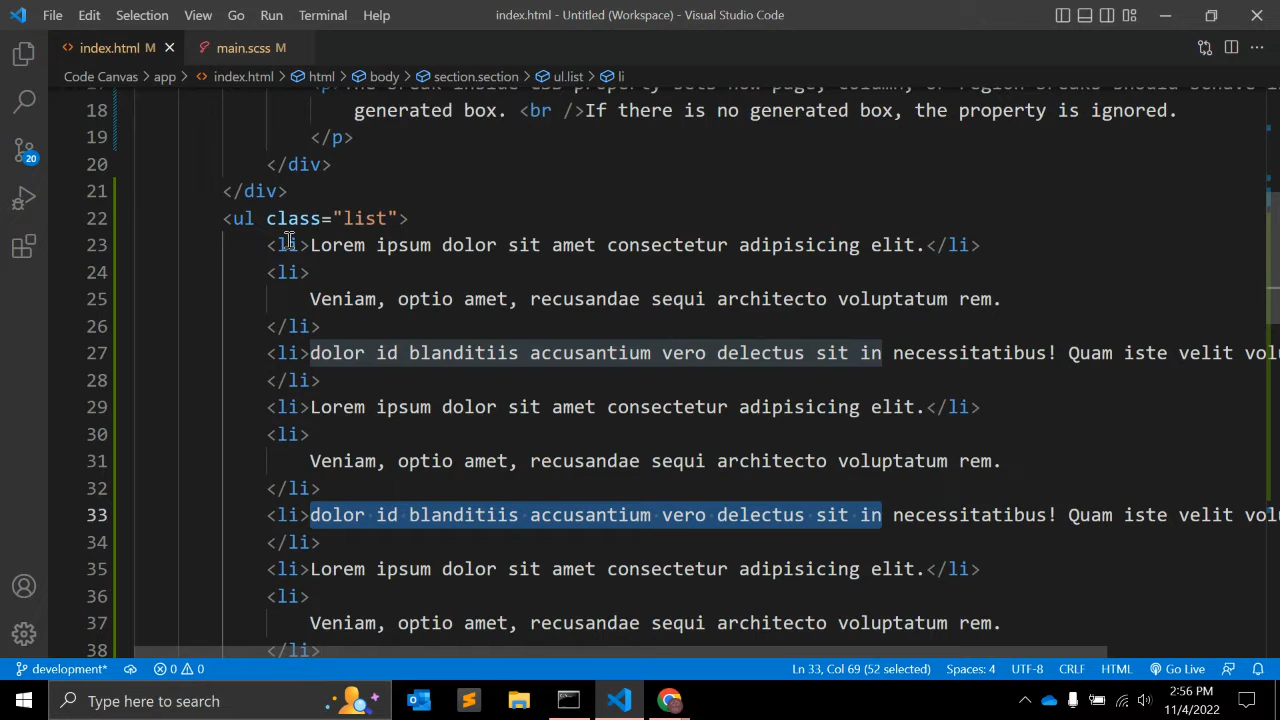 File Edit Selection View Go Run Terminal Help index.html - Untitled (Workspace) - Visual Studio Code
index.html M main.scss M
Code Canvas > app > index.html > html > body > section.section > ul.list > li
18 generated box. <br />If there is no generated box, the property is ignored.
19 </p>
20 </div>
21 </div>
22 <ul class="list">
23 <li>Lorem ipsum dolor sit amet consectetur adipisicing elit.</li>
24 <li>
25 Veniam, optio amet, recusandae sequi architecto voluptatum rem.
26 </li>
27 <li>dolor id blanditiis accusantium vero delectus sit in necessitatibus! Quam iste velit
28 </li>
29 <li>Lorem ipsum dolor sit amet consectetur adipisicing elit.</li>
30 <li>
31 Veniam, optio amet, recusandae sequi architecto voluptatum rem.
32 </li>
33 <li>dolor id blanditiis accusantium vero delectus sit in necessitatibus! Quam iste velit
34 </li>
35 <li>Lorem ipsum dolor sit amet consectetur adipisicing elit.</li>
36 <li>
37 Veniam, optio amet, recusandae sequi architecto voluptatum rem.
38 </li>
20
development* 0 0 Ln 33, Col 69 (52 selected) Spaces: 4 UTF-8 CRLF HTML Go Live
Type here to search
2:56 PM
11/4/2022